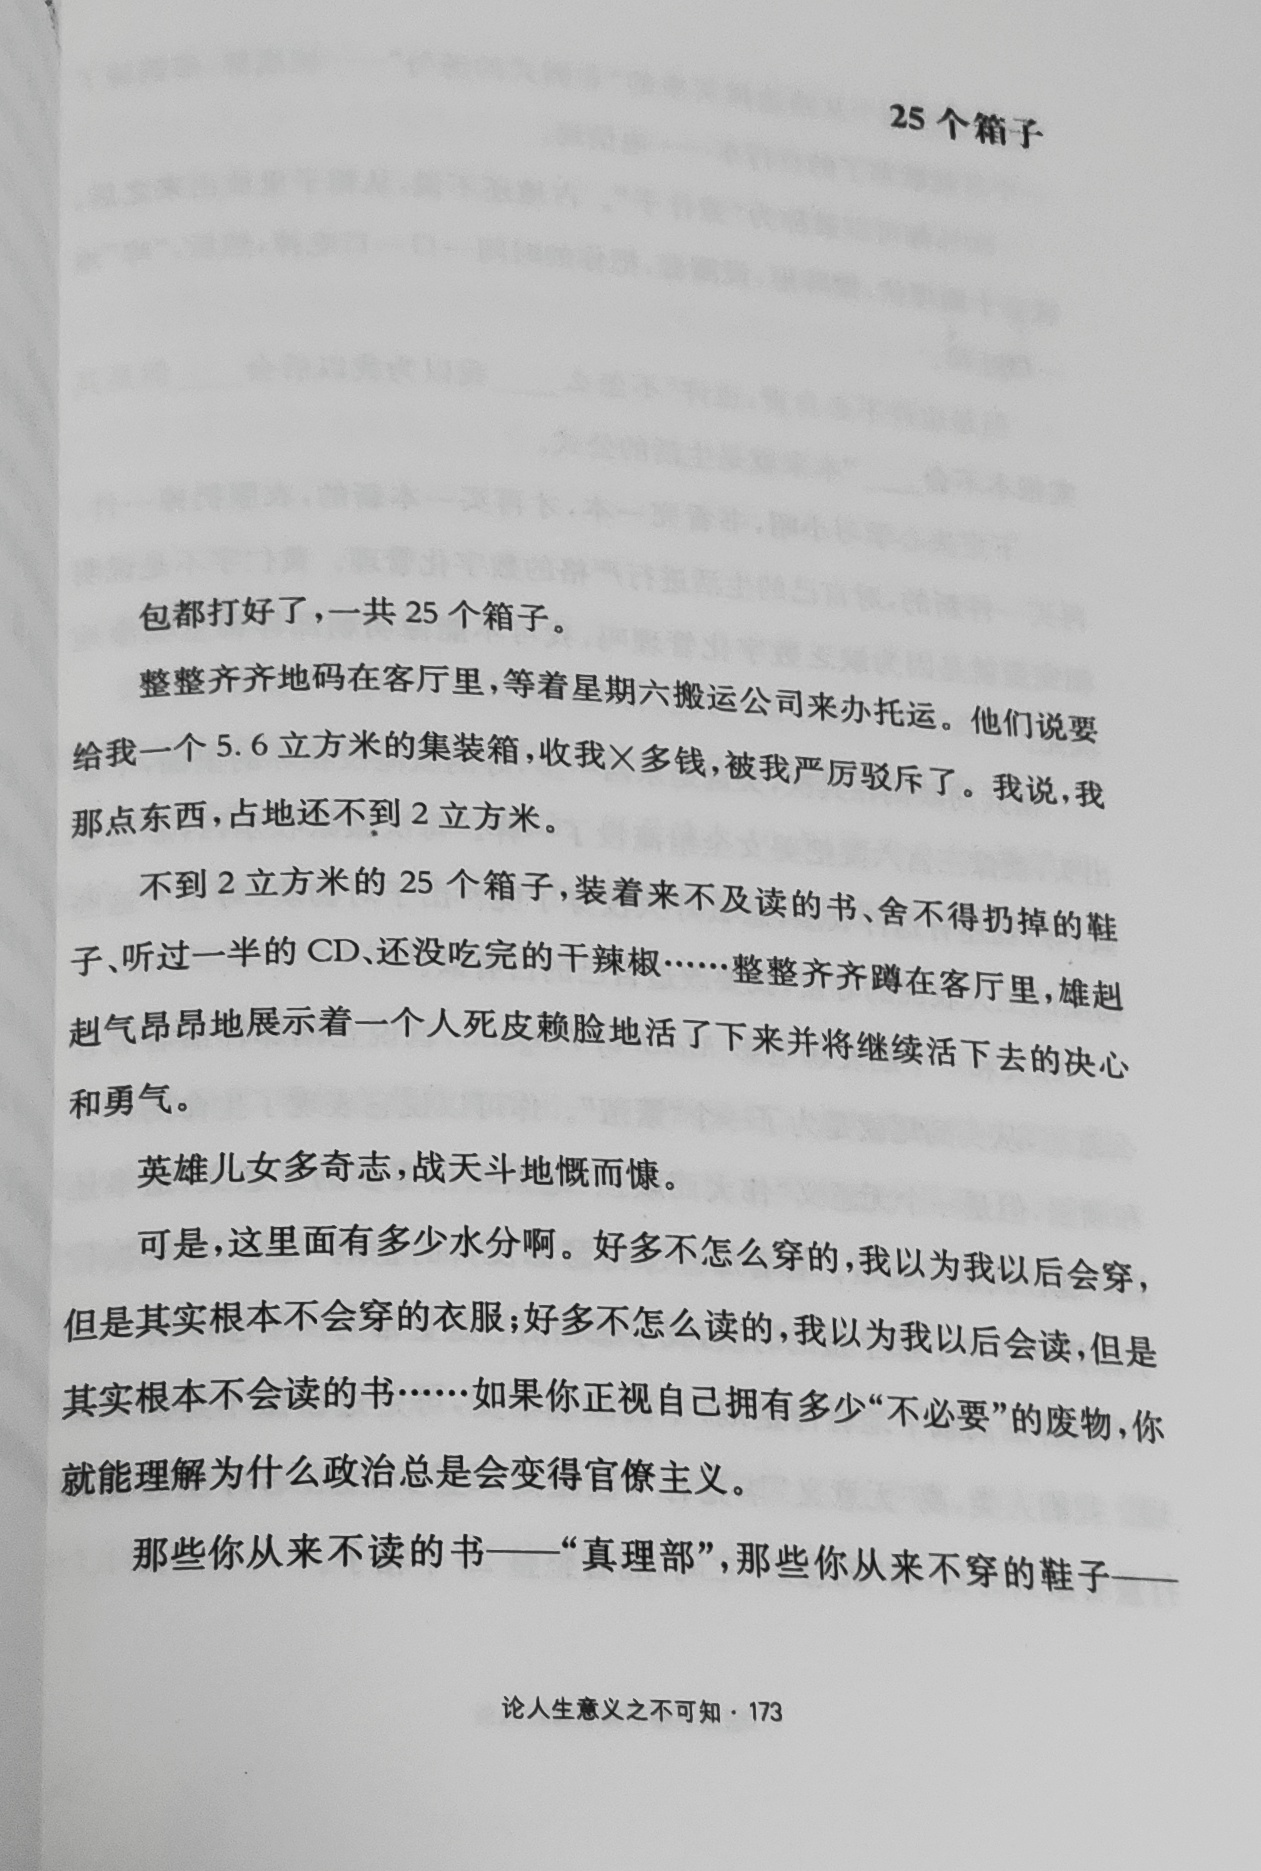 25 个箱子
包都打好了，一共 25 个箱子。
整整齐齐地码在客厅里，等着星期六搬运公司来办托运。他们说要
给我一个 5.6 立方米的集装箱，收我×多钱，被我严厉驳斥了。我说，我
那点东西，占地还不到 2 立方米。
不到 2 立方米的 25 个箱子，装着来不及读的书、舍不得扔掉的鞋
子、听过一半的 CD、还没吃完的干辣椒……整整齐齐蹲在客厅里，雄赳
赳气昂昂地展示着一个人死皮赖脸地活了下来并将继续活下去的决心
和勇气。
英雄儿女多奇志，战天斗地慨而慷。
可是，这里面有多少水分啊。好多不怎么穿的，我以为我以后会穿，
但是其实根本不会穿的衣服；好多不怎么读的，我以为我以后会读，但是
其实根本不会读的书……如果你正视自己拥有多少“不必要”的废物，你
就能理解为什么政治总是会变得官僚主义。
那些你从来不读的书——“真理部”，那些你从来不穿的鞋子——
论人生意义之不可知·173